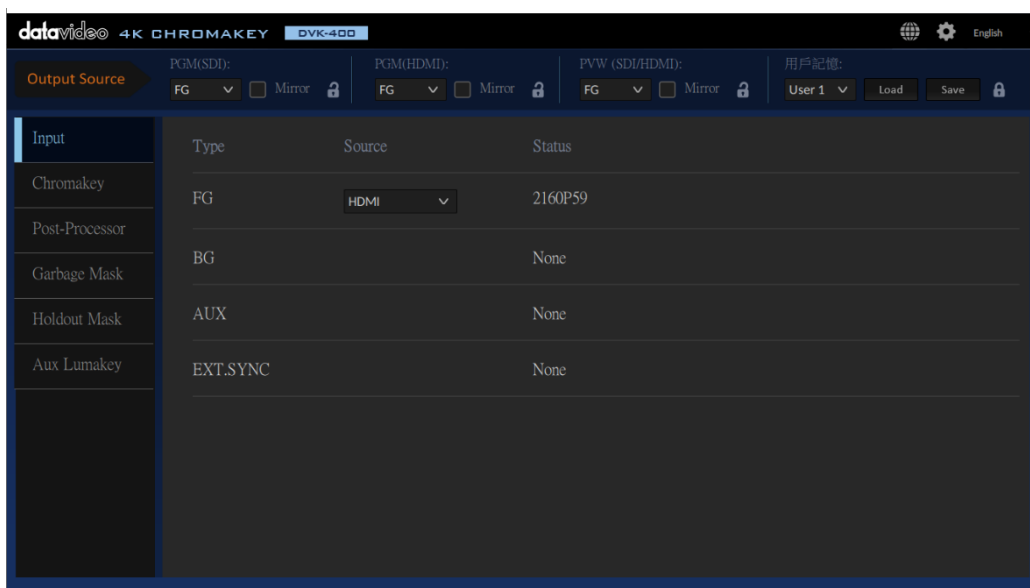 datavideo 4K CHROMAKEY DVK-400 English
Output Source
PGM(SDI): PGM(HDMI): PVW (SDI/HDMI): 用戶記憶:
FG Mirror FG Mirror FG Mirror User 1 Load Save
Input
Chromakey
Post-Processor
Garbage Mask
Holdout Mask
Aux Lumakey
Type Source Status
FG HDMI 2160P59
BG None
AUX None
EXT.SYNC None